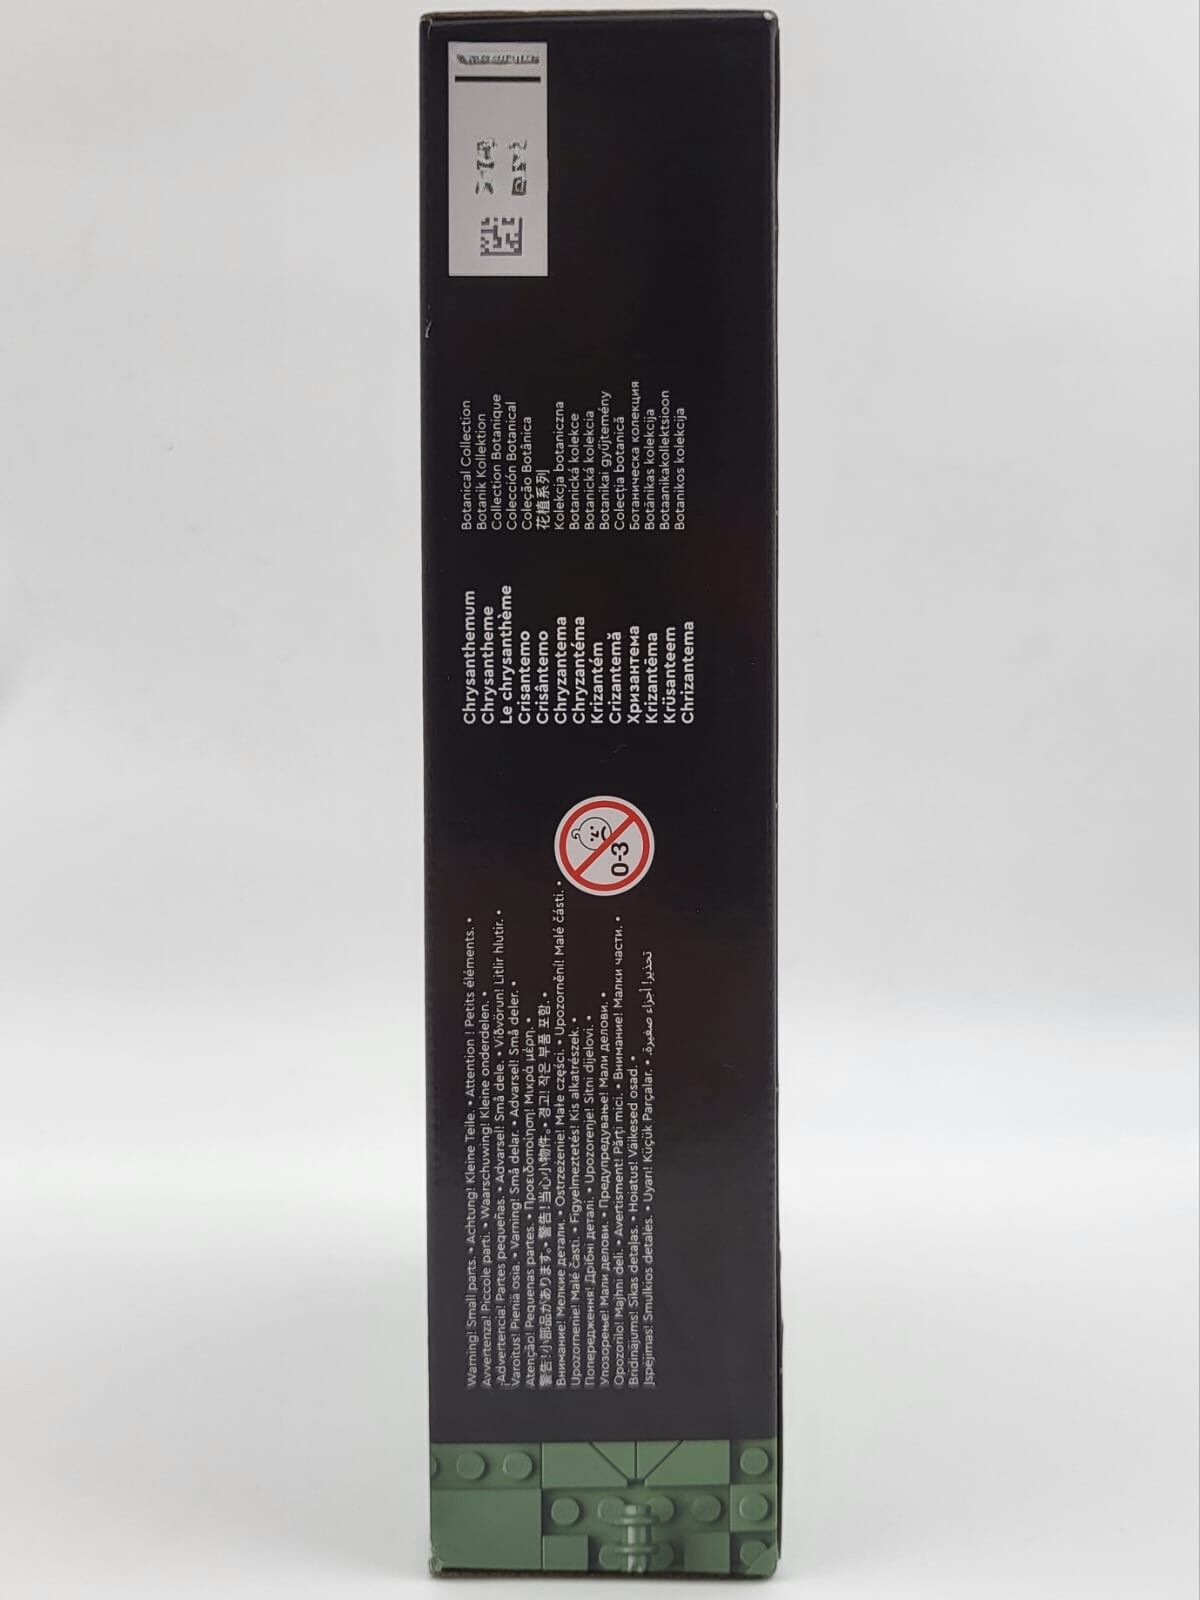 Warning! Small parts. • Achtung! Kleine Teile. • Attention ! Petits éléments. •
Avvertenza! Piccole parti. • Waarschuwing! Kleine onderdelen. •
¡Advertencia! Partes pequeñas. • Advarsel! Små dele. • Viðvörun! Litlir hlutir. •
Varoitus! Pieniä osia. • Varning! Små delar. • Advarsel! Små deler. •
Atenção! Pequenas partes. • Προειδοποίηση! Μικρά μέρη. •
警告!小部品があります。• 警告!当心小物件。• 경고! 작은 부품 포함. •
Внимание! Мелкие детали. • Ostrzeżenie! Małe części. • Upozornění! Malé části. •
Upozornenie! Malé časti. • Figyelmeztetés! Kis alkatrészek. •
Попередження! Дрібні деталі. • Upozorenje! Sitni dijelovi. •
Упозорење! Мали делови. • Предупредување! Мали делови. •
Opozorilo! Majhni deli. • Avertisment! Părți mici. • Внимание! Малки части. •
Brīdinājums! Sīkas detaļas. • Hoiatus! Väikesed osad. •
Įspėjimas! Smulkios detalės. • Uyarı! Küçük Parçalar. • تحذير! أجزاء صغيرة.
0-3
Chrysanthemum
Chrysantheme
Le chrysanthème
Crisantemo
Crisântemo
Chryzantema
Chryzantéma
Krizantém
Crizantemă
Хризантема
Krizantēma
Krüsanteem
Chrizantema
Botanical Collection
Botanik Kollektion
Collection Botanique
Colección Botanical
Coleção Botânica
花植系列
Kolekcja botaniczna
Botanická kolekce
Botanická kolekcia
Botanikai gyűjtemény
Colecția botanică
Ботаническа колекция
Botānikas kolekcija
Botaanikakollektsioon
Botanikos kolekcija